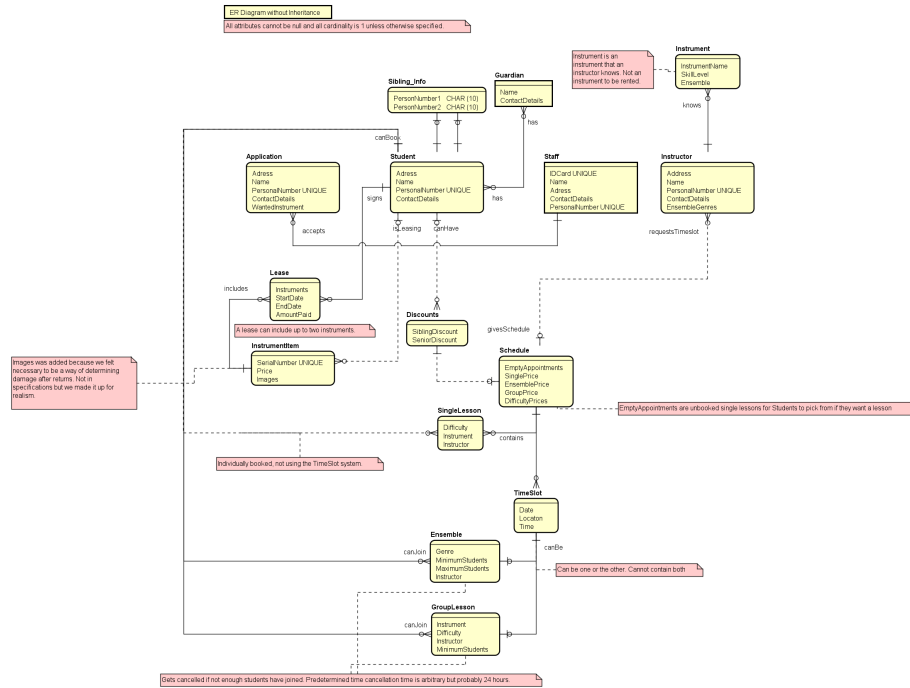 ER Diagram without Inheritance
All attributes cannot be null and all cardinality is '1 unless otherwise specified.
Instrument is an
instrument that an
instructor knows. Not an
instrument to be rented.
Instrument
InstrumentName
SkillLevel
Ensemble
knows
Sibling_Info
PersonNumber1 CHAR (10)
PersonNumber2 CHAR (10)
Guardian
Name
ContactDetails
has
canBook
Application
Adress
Name
PersonalNumber UNIQUE
ContactDetails
WantedInstrument
accepts
Student
Adress
Name
PersonalNumber UNIQUE
ContactDetails
signs
has
isLeasing
canHave
Staff
IDCard UNIQUE
Name
Adress
ContactDetails
PersonalNumber UNIQUE
Instructor
Address
Name
PersonalNumber UNIQUE
ContactDetails
EnsembleGenres
requestsTimeslot
Lease
Instruments
StartDate
EndDate
AmountPaid
includes
A lease can include up to two instruments.
Discounts
SiblingDiscount
SeniorDiscount
givesSchedule
InstrumentItem
SerialNumber UNIQUE
Price
Images
Images was added because we felt
necessary to be a way of determining
damage after returns. Not in
specifications but we made it up for
realism.
Schedule
EmptyAppointments
SinglePrice
EnsemblePrice
GroupPrice
DifficultyPrices
EmptyAppointments are unbooked single lessons for Students to pick from if they want a lesson
SingleLesson
Difficulty
Instrument
Instructor
contains
Individually booked, not using the TimeSlot system
TimeSlot
Date
Locaton
Time
canBe
Can be one or the other. Cannot contain both
Ensemble
Genre
MinimumStudents
MaximumStudents
Instructor
canJoin
GroupLesson
Instrument
Difficulty
Instructor
MinimumStudents
canJoin
Gets cancelled if not enough students have joined. Predetermined time cancellation time is arbitrary but probably 24 hours.